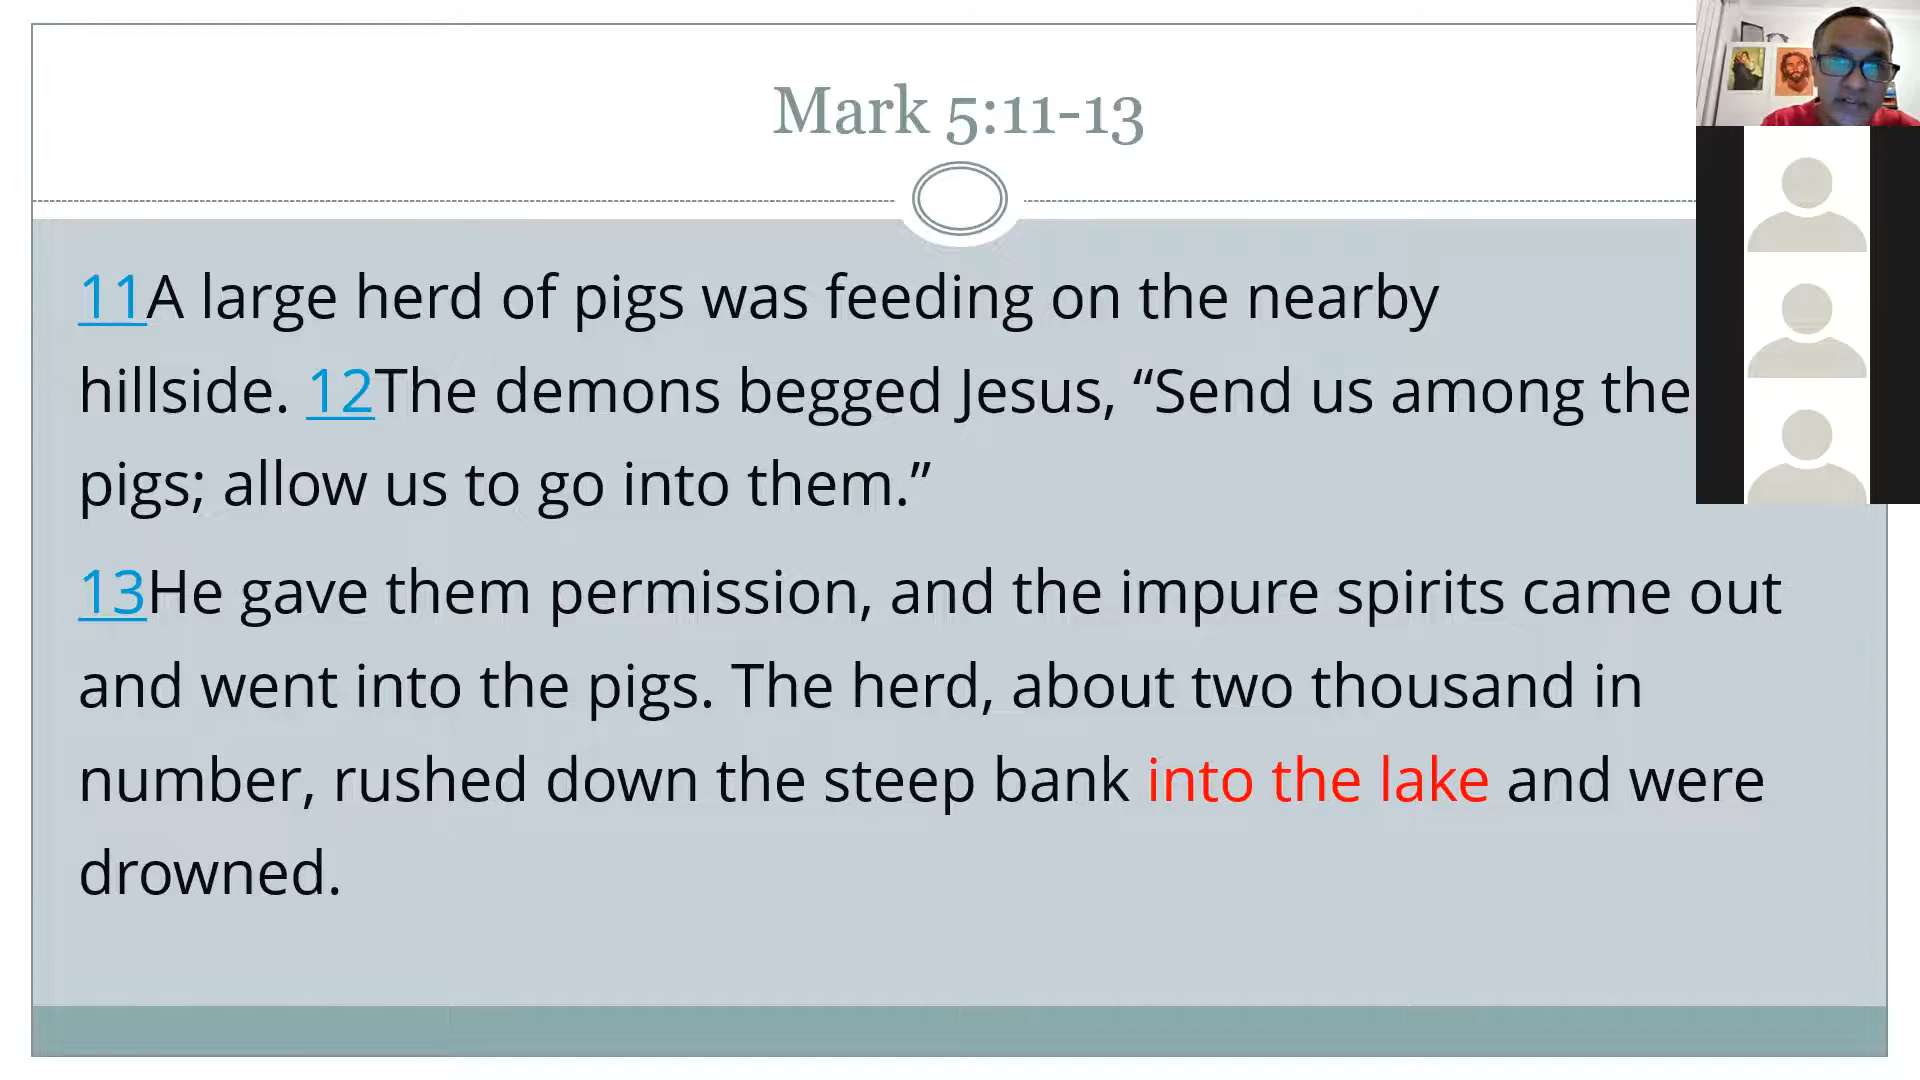 Mark 5:11-13
11A large herd of pigs was feeding on the nearby
hillside. 12The demons begged Jesus, “Send us among the
pigs; allow us to go into them.”
13He gave them permission, and the impure spirits came out
and went into the pigs. The herd, about two thousand in
number, rushed down the steep bank into the lake and were
drowned.